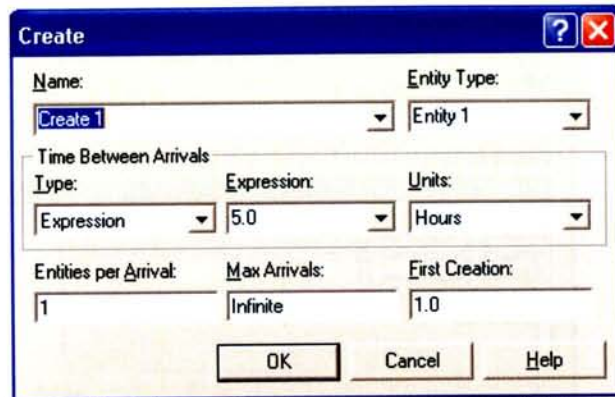 Create
Name:
Entity Type:
Create 1
Entity 1
Time Between Arrivals
Type:
Expression:
Units:
Expression
5.0
Hours
Entities per Arrival:
Max Arrivals:
First Creation:
1
Infinite
1.0
OK
Cancel
Help